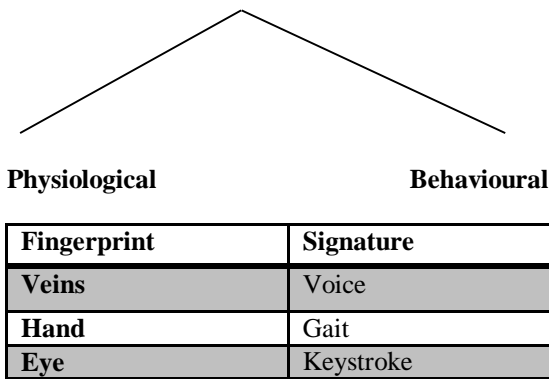 Physiological Behavioural
Fingerprint Signature
Veins Voice
Hand Gait
Eye Keystroke